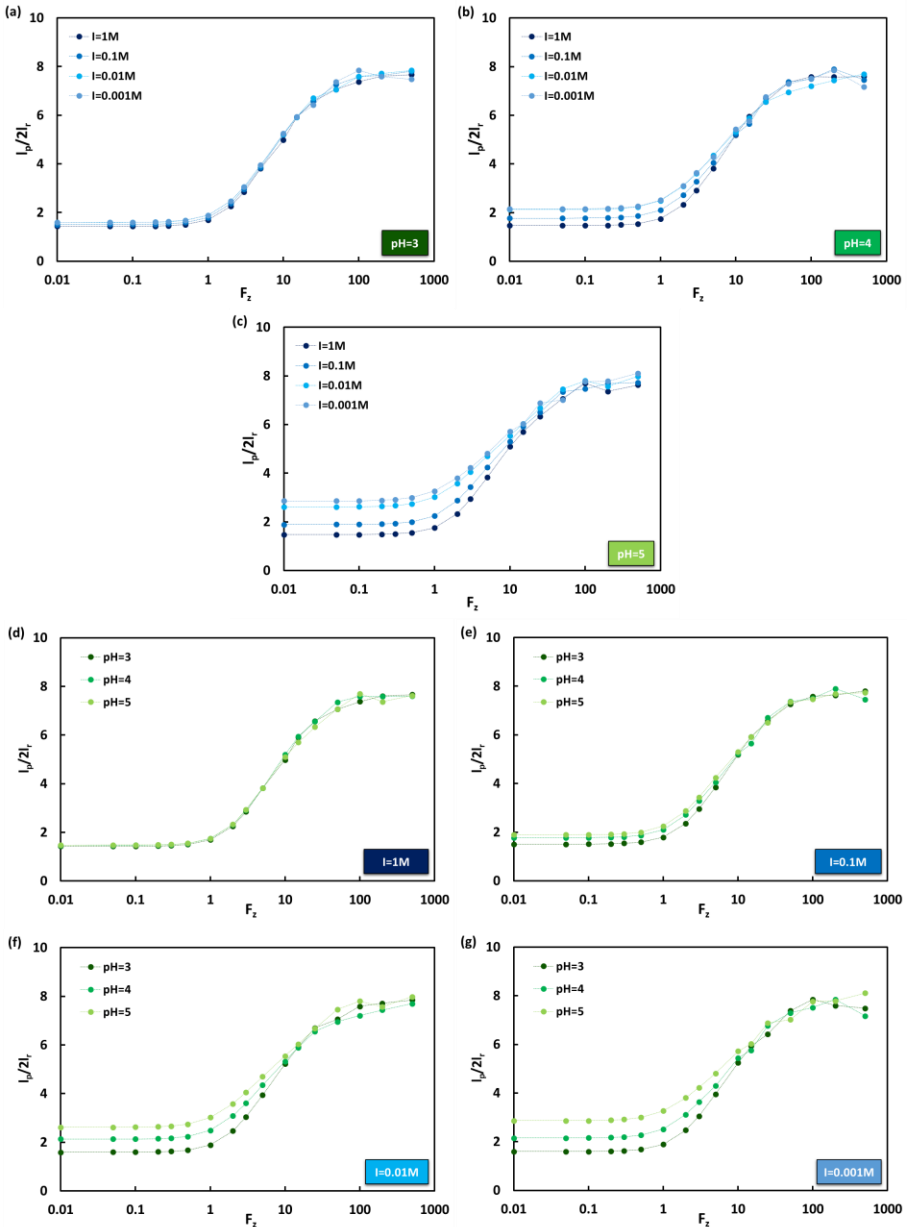 (a)
10
8
6
4
2
0
I=1M
I=0.1M
I=0.01M
I=0.001M
0.01 0.1 1 10 100 1000
Ip/2Ir
Fz
pH=3
(b)
10
8
6
4
2
0
I=1M
I=0.1M
I=0.01M
I=0.001M
0.01 0.1 1 10 100 1000
Ip/2Ir
Fz
pH=4
(c)
10
8
6
4
2
0
I=1M
I=0.1M
I=0.01M
I=0.001M
0.01 0.1 1 10 100 1000
Ip/2Ir
Fz
pH=5
(d)
10
8
6
4
2
0
pH=3
pH=4
pH=5
0.01 0.1 1 10 100 1000
Ip/2Ir
Fz
I=1M
(e)
10
8
6
4
2
0
pH=3
pH=4
pH=5
0.01 0.1 1 10 100 1000
Ip/2Ir
Fz
I=0.1M
(f)
10
8
6
4
2
0
pH=3
pH=4
pH=5
0.01 0.1 1 10 100 1000
Ip/2Ir
Fz
I=0.01M
(g)
10
8
6
4
2
0
pH=3
pH=4
pH=5
0.01 0.1 1 10 100 1000
Ip/2Ir
Fz
I=0.001M